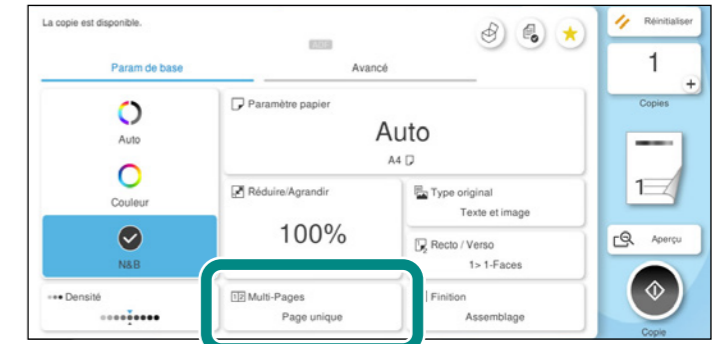 La copie est disponible.
Réinitialiser
ADF
Param de base
Avancé
1
+
Copies
Auto
Paramètre papier
Auto
A4
Couleur
Réduire/Agrandir
100%
Type original
Texte et image
1
N&B
Recto / Verso
1> 1-Faces
Aperçu
Densité
Multi-Pages
Page unique
Finition
Assemblage
Copie